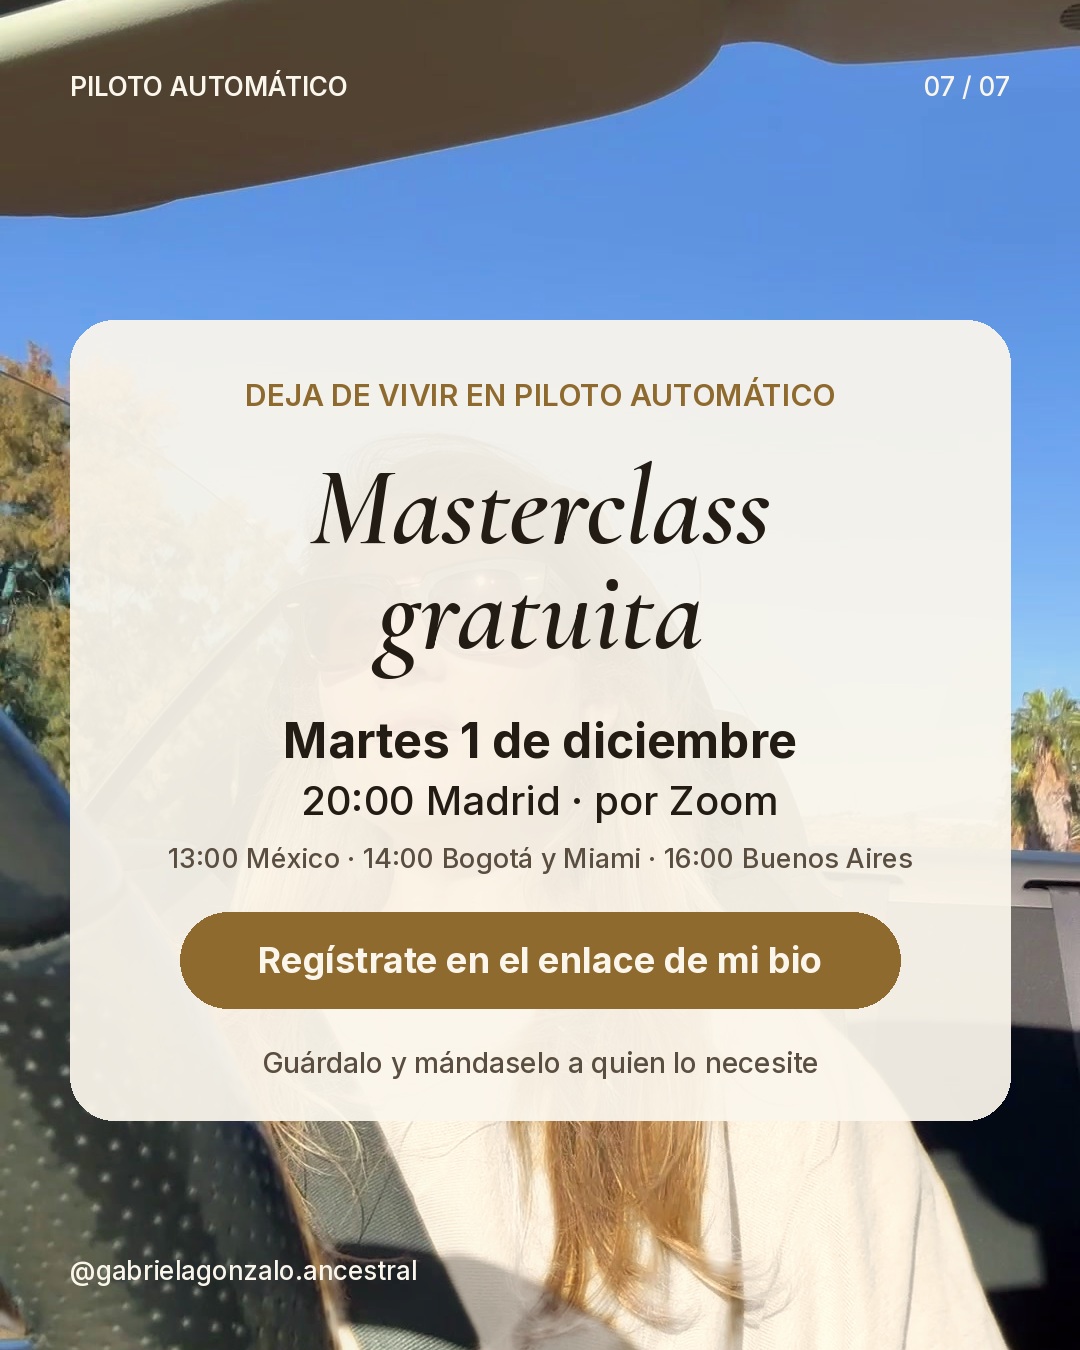 PILOTO AUTOMÁTICO
07 / 07
DEJA DE VIVIR EN PILOTO AUTOMÁTICO
Masterclass
gratuita
Martes 1 de diciembre
20:00 Madrid · por Zoom
13:00 México · 14:00 Bogotá y Miami · 16:00 Buenos Aires
Regístrate en el enlace de mi bio
Guárdalo y mándaselo a quien lo necesite
@gabrielagonzalo.ancestral